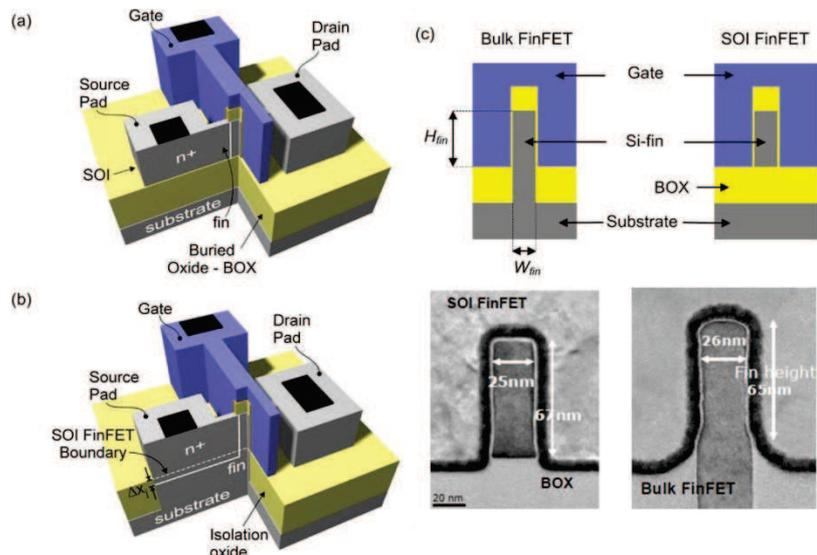 (a)
Gate
Drain
Pad
Source
Pad
n+
SOI
substrate
fin
Buried
Oxide - BOX
(b)
Gate
Drain
Pad
Source
Pad
SOI FinFET
Boundary
n+
fin
ΔXj
substrate
Isolation
oxide
(c)
Bulk FinFET
SOI FinFET
Gate
Hfin
Si-fin
BOX
Substrate
Wfin
SOI FinFET
25nm
67nm
BOX
20 nm
26nm
Fin height
65nm
Bulk FinFET